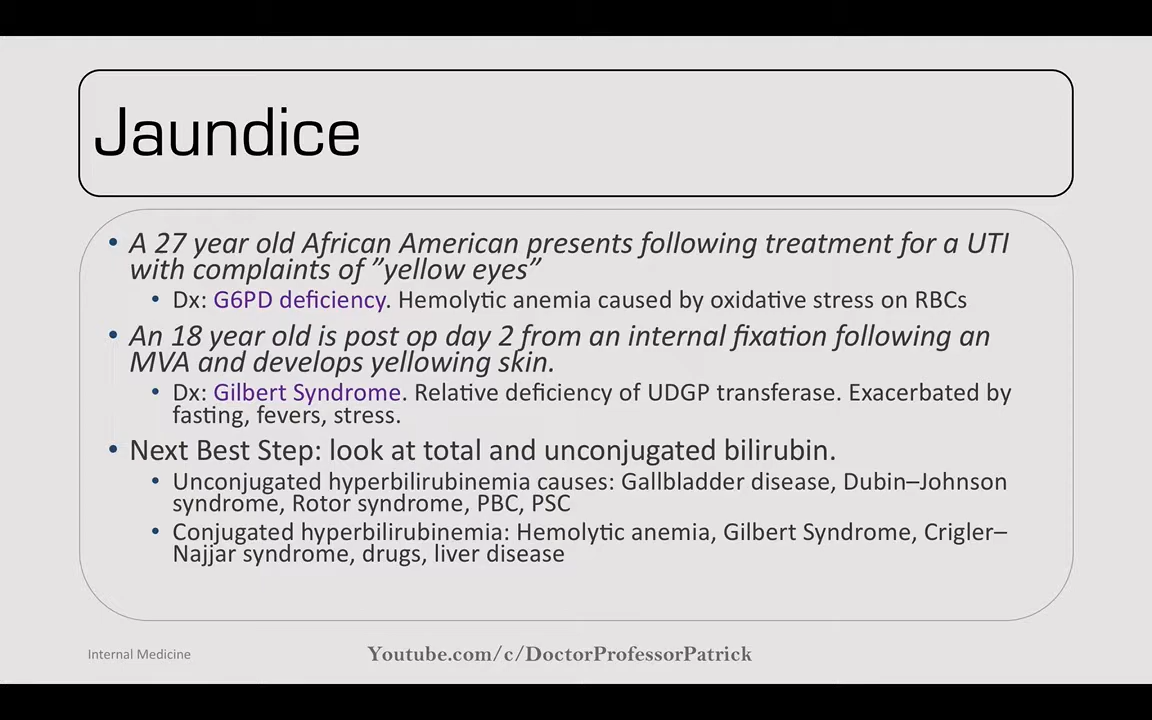 Jaundice
• A 27 year old African American presents following treatment for a UTI
with complaints of ”yellow eyes”
• Dx: G6PD deficiency. Hemolytic anemia caused by oxidative stress on RBCs
• An 18 year old is post op day 2 from an internal fixation following an
MVA and develops yellowing skin.
• Dx: Gilbert Syndrome. Relative deficiency of UDGP transferase. Exacerbated by
fasting, fevers, stress.
• Next Best Step: look at total and unconjugated bilirubin.
• Unconjugated hyperbilirubinemia causes: Gallbladder disease, Dubin–Johnson
syndrome, Rotor syndrome, PBC, PSC
• Conjugated hyperbilirubinemia: Hemolytic anemia, Gilbert Syndrome, Crigler–
Najjar syndrome, drugs, liver disease
Internal Medicine
Youtube.com/c/DoctorProfessorPatrick